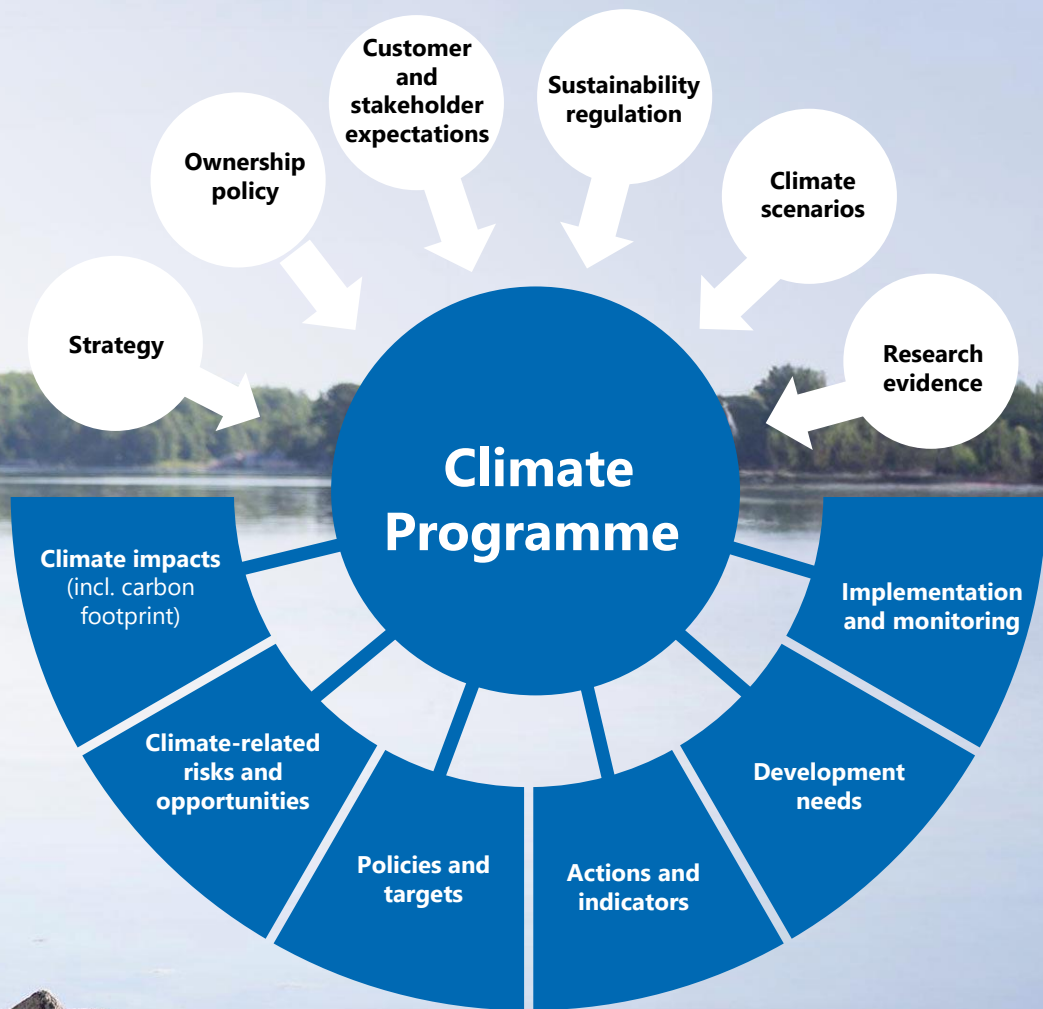 Customer
and
stakeholder
expectations
Sustainability
regulation
Ownership
policy
Climate
scenarios
Strategy
Research
evidence
Climate
Programme
Climate impacts
(incl. carbon
footprint)
Implementation
and monitoring
Climate-related
risks and
opportunities
Development
needs
Policies and
targets
Actions and
indicators